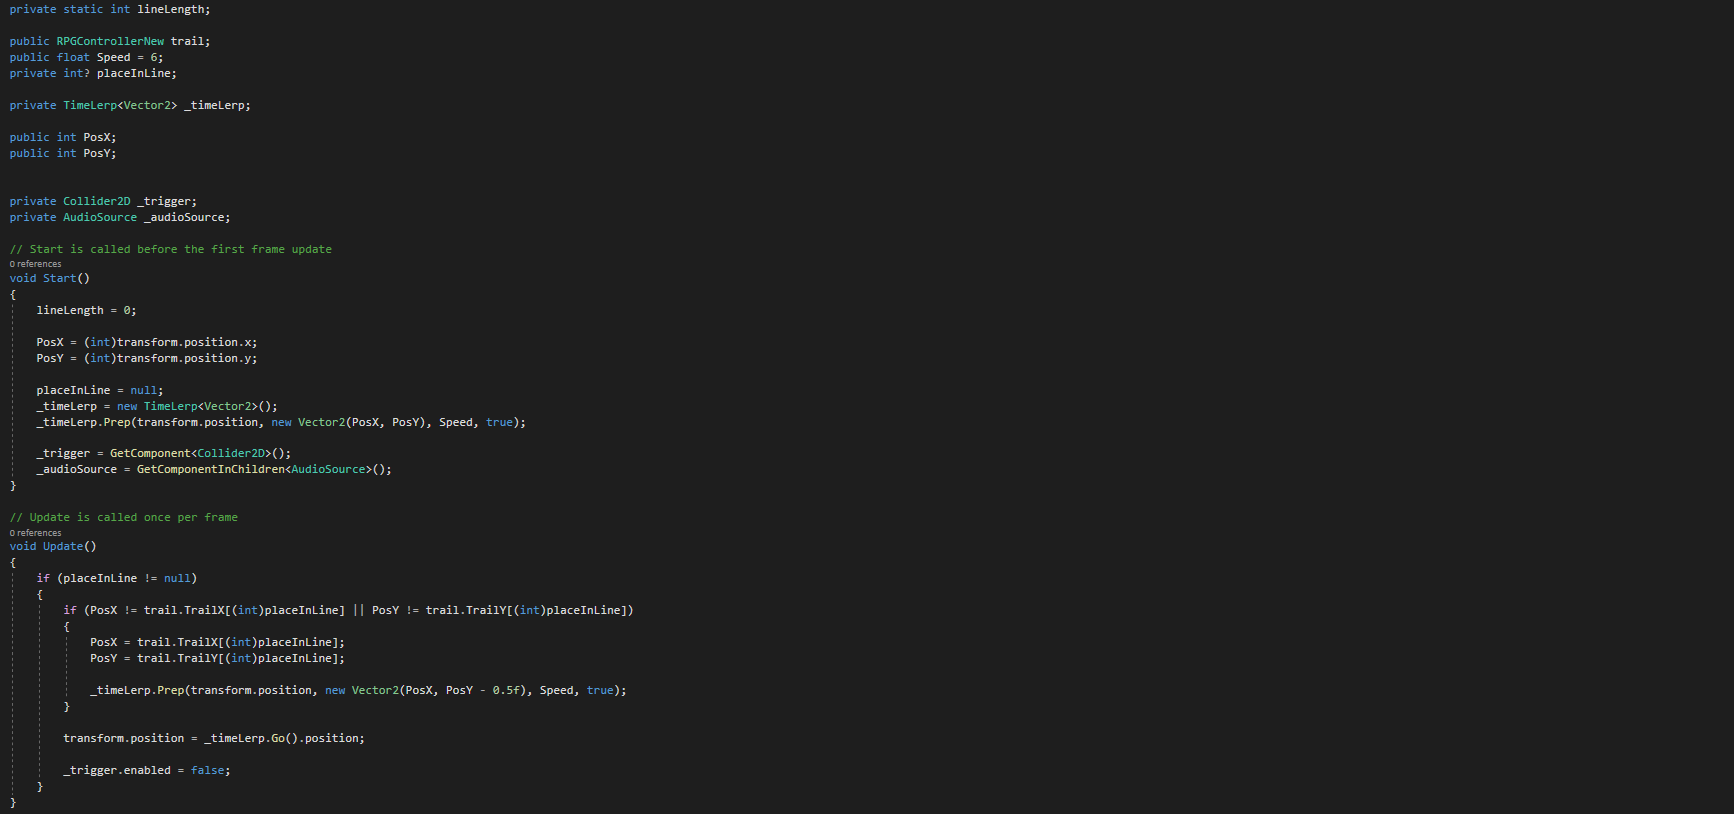 private static int lineLength;
public RPGControllerNew trail;
public float Speed = 6;
private int? placeInLine;
private TimeLerp<Vector2> _timeLerp;
public int PosX;
public int PosY;
private Collider2D _trigger;
private AudioSource _audioSource;
// Start is called before the first frame update
0 references
void Start()
{
lineLength = 0;
PosX = (int)transform.position.x;
PosY = (int)transform.position.y;
placeInLine = null;
_timeLerp = new TimeLerp<Vector2>();
_timeLerp.Prep(transform.position, new Vector2(PosX, PosY), Speed, true);
_trigger = GetComponent<Collider2D>();
_audioSource = GetComponentInChildren<AudioSource>();
}
// Update is called once per frame
0 references
void Update()
{
if (placeInLine != null)
{
if (PosX != trail.TrailX[(int)placeInLine] || PosY != trail.TrailY[(int)placeInLine])
{
PosX = trail.TrailX[(int)placeInLine];
PosY = trail.TrailY[(int)placeInLine];
_timeLerp.Prep(transform.position, new Vector2(PosX, PosY - 0.5f), Speed, true);
}
transform.position = _timeLerp.Go().position;
_trigger.enabled = false;
}
}